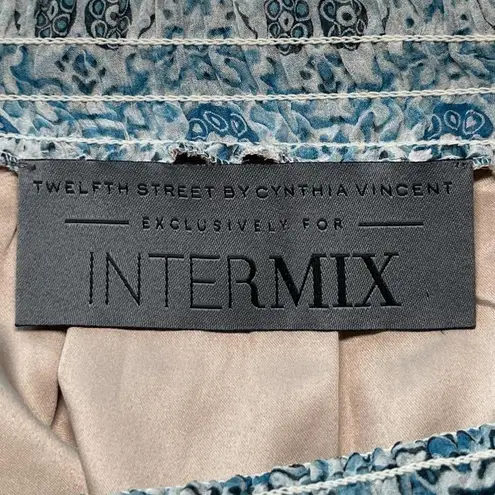 TWELFTH STREET BY CYNTHIA VINCENT
EXCLUSIVELY FOR
INTERMIX